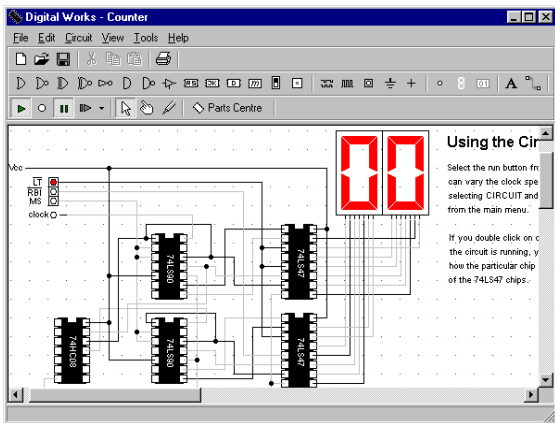 Digital Works - Counter
File Edit Circuit View Tools Help
Parts Centre
Using the Cir
Vcc
Select the run button fr
can vary the clock spe
selecting CIRCUIT and
from the main menu.
LT
RBI
MS
clock
If you double click on
the circuit is running, y
how the particular chip
of the 74LS47 chips.
74LS90
74LS47
74HC08
74LS90
74LS47